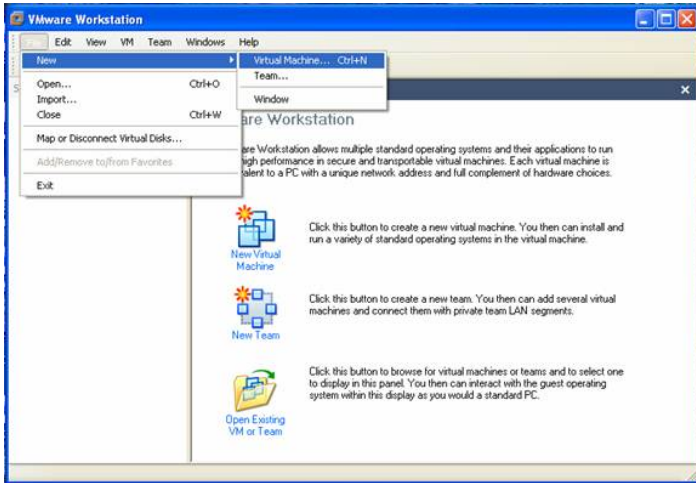 VMware Workstation
Edit View VM Team Windows Help
New
Virtual Machine... Ctrl+N
Team...
Window
Open... Ctrl+O
Import...
Close Ctrl+W
Map or Disconnect Virtual Disks...
Add/Remove to/from Favorites
Exit
are Workstation
are Workstation allows multiple standard operating systems and their applications to run
high performance in secure and transportable virtual machines. Each virtual machine is
valent to a PC with a unique network address and full complement of hardware choices.
New Virtual
Machine
Click this button to create a new virtual machine. You then can install and
run a variety of standard operating systems in the virtual machine.
New Team
Click this button to create a new team. You then can add several virtual
machines and connect them with private team LAN segments.
Open Existing
VM or Team
Click this button to browse for virtual machines or teams and to select one
to display in this panel. You then can interact with the guest operating
system within this display as you would a standard PC.